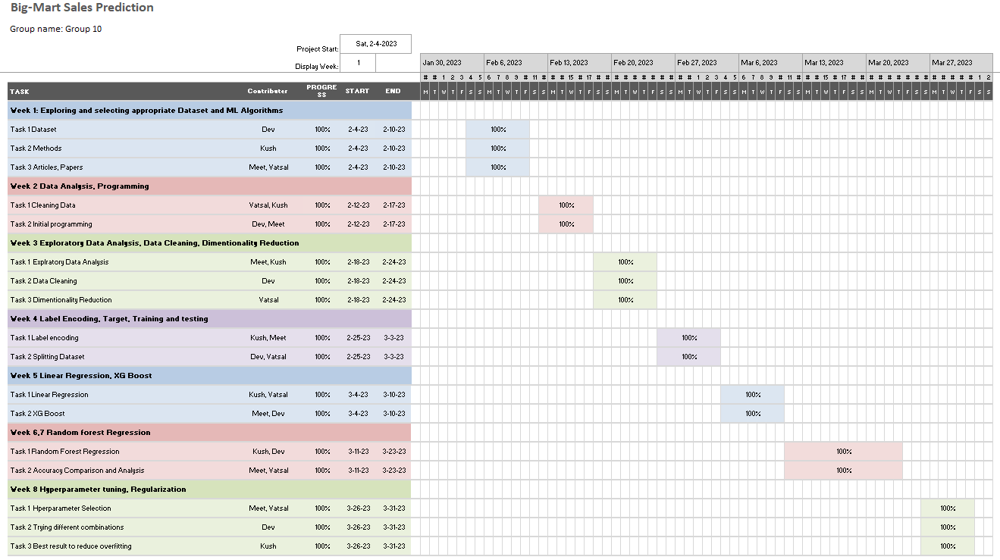 Big-Mart Sales Prediction
Group name: Group 10
Project Start: Sat, 2-4-2023
Display Week: 1
Jan 30, 2023 Feb 6, 2023 Feb 13, 2023 Feb 20, 2023 Feb 27, 2023 Mar 6, 2023 Mar 13, 2023 Mar 20, 2023 Mar 27, 2023
# # 1 2 3 4 5 6 7 8 9 # 11 # # # 15 # 17 # # # # # # # # # # # 1 2 3 4 5 6 7 8 9 # 11 # # # 15 # 17 # # # # # # # # # # # # # 1 2
TASK Contributer PROGRE SS START END M T W T F S S M T W T F S S M T W T F S S M T W T F S S M T W T F S S M T W T F S S M T W T F S S M T W T F S S M T W T F S S
Week 1: Exploring and selecting appropriate Dataset and ML Algorithms
Task 1 Dataset Dev 100% 2-4-23 2-10-23 100%
Task 2 Methods Kush 100% 2-4-23 2-10-23 100%
Task 3 Articles, Papers Meet, Vatsal 100% 2-4-23 2-10-23 100%
Week 2 Data Analysis, Programming
Task 1 Cleaning Data Vatsal, Kush 100% 2-12-23 2-17-23 100%
Task 2 Initial programming Dev, Meet 100% 2-12-23 2-17-23 100%
Week 3 Exploratory Data Analysis, Data Cleaning, Dimentionality Reduction
Task 1 Explratory Data Analysis Meet, Kush 100% 2-18-23 2-24-23 100%
Task 2 Data Cleaning Dev 100% 2-18-23 2-24-23 100%
Task 3 Dimentionality Reduction Vatsal 100% 2-18-23 2-24-23 100%
Week 4 Label Encoding, Target, Training and testing
Task 1 Label encoding Kush, Meet 100% 2-25-23 3-3-23 100%
Task 2 Splitting Dataset Dev, Vatsal 100% 2-25-23 3-3-23 100%
Week 5 Linear Regression, XG Boost
Task 1 Linear Regression Kush, Vatsal 100% 3-4-23 3-10-23 100%
Task 2 XG Boost Meet, Dev 100% 3-4-23 3-10-23 100%
Week 6,7 Random forest Regression
Task 1 Random Forest Regression Kush, Dev 100% 3-11-23 3-23-23 100%
Task 2 Accuracy Comparison and Analysis Meet, Vatsal 100% 3-11-23 3-23-23 100%
Week 8 Hyperparameter tuning, Regularization
Task 1 Hperparameter Selection Meet, Vatsal 100% 3-26-23 3-31-23 100%
Task 2 Trying different combinations Dev 100% 3-26-23 3-31-23 100%
Task 3 Best result to reduce overfitting Kush 100% 3-26-23 3-31-23 100%